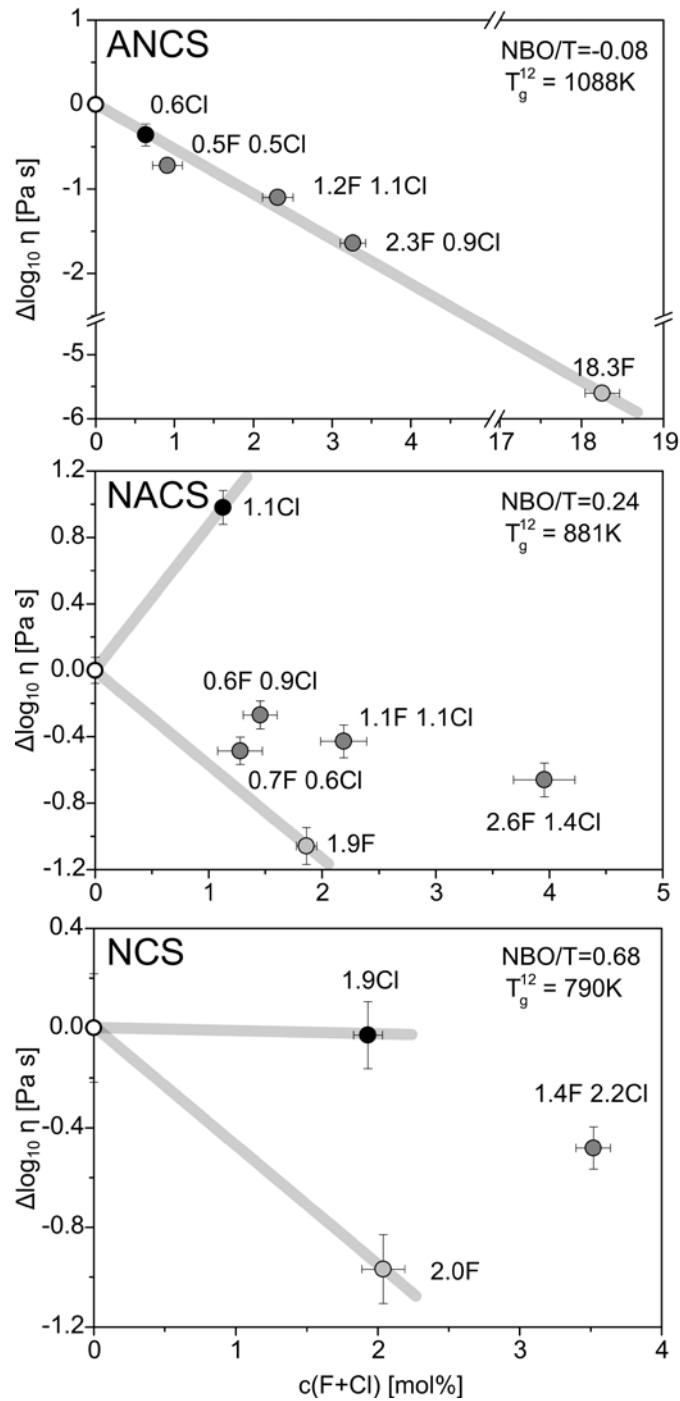 ANCS
NBO/T=-0.08
T_g^12 = 1088K
1
0
-1
-2
-5
-6
Δlog₁₀ η [Pa s]
0.6Cl
0.5F 0.5Cl
1.2F 1.1Cl
2.3F 0.9Cl
18.3F
0 1 2 3 4 17 18 19
NACS
NBO/T=0.24
T_g^12 = 881K
1.2
0.8
0.4
0.0
-0.4
-0.8
-1.2
Δlog₁₀ η [Pa s]
1.1Cl
0.6F 0.9Cl
1.1F 1.1Cl
0.7F 0.6Cl
2.6F 1.4Cl
1.9F
0 1 2 3 4 5
NCS
NBO/T=0.68
T_g^12 = 790K
0.4
0.0
-0.4
-0.8
-1.2
Δlog₁₀ η [Pa s]
1.9Cl
1.4F 2.2Cl
2.0F
0 1 2 3 4
c(F+Cl) [mol%]